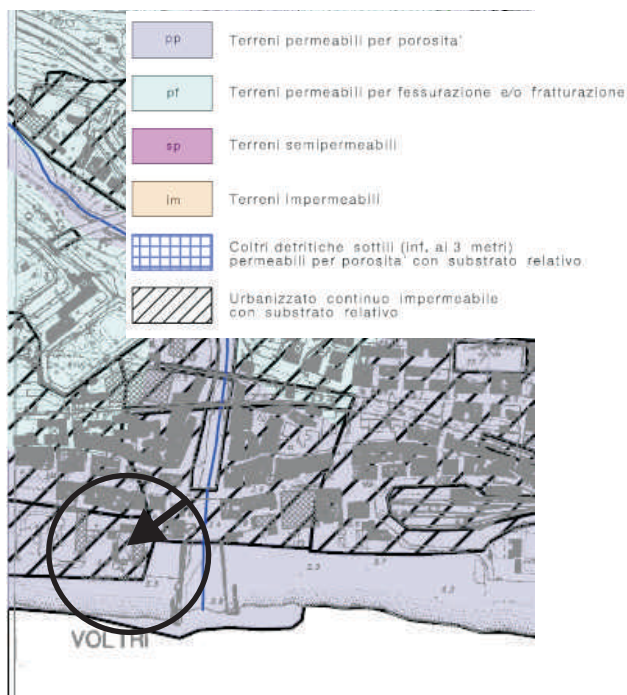 pp Terreni permeabili per porosita'
pf Terreni permeabili per fessurazione e/o fratturazione
sp Terreni semipermeabili
im Terreni impermeabili
Coltri detritiche sottili (inf. ai 3 metri)
permeabili per porosita' con substrato relativo
Urbanizzato continuo impermeabile
con substrato relativo
VOLTRI